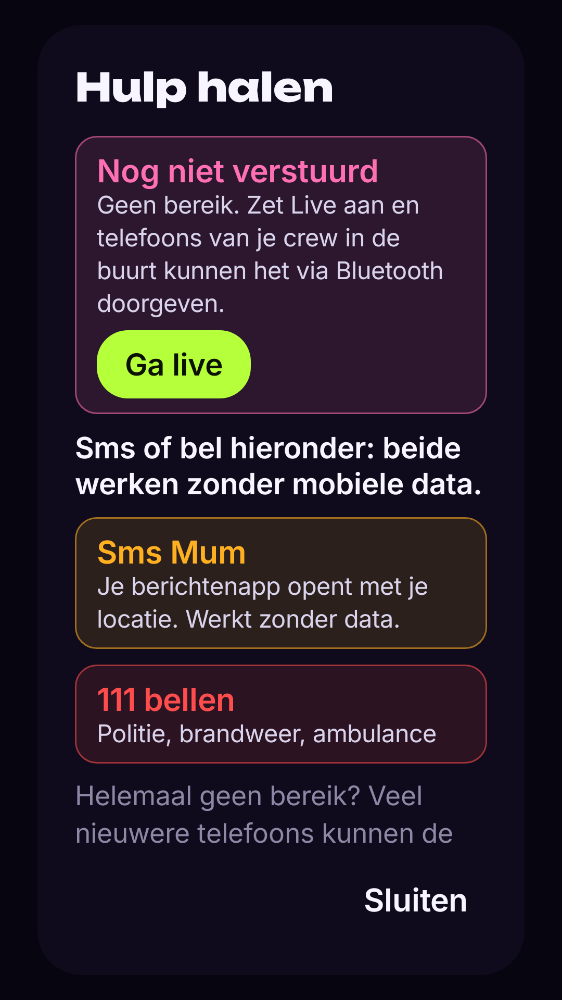 Hulp halen
Nog niet verstuurd
Geen bereik. Zet Live aan en
telefoons van je crew in de
buurt kunnen het via Bluetooth
doorgeven.
Ga live
Sms of bel hieronder: beide
werken zonder mobiele data.
Sms Mum
Je berichtenapp opent met je
locatie. Werkt zonder data.
111 bellen
Politie, brandweer, ambulance
Helemaal geen bereik? Veel
nieuwere telefoons kunnen de
Sluiten